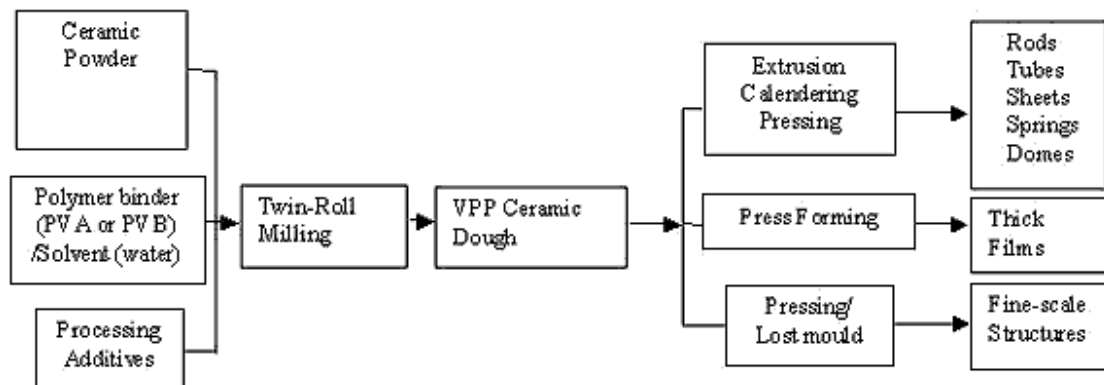 Ceramic
Powder
Polymer binder
(PVA or PVB)
/Solvent (water)
Processing
Additives
Twin-Roll
Milling
VPP Ceramic
Dough
Extrusion
Calendering
Pressing
Press Forming
Pressing/
Lost mould
Rods
Tubes
Sheets
Springs
Domes
Thick
Films
Fine-scale
Structures